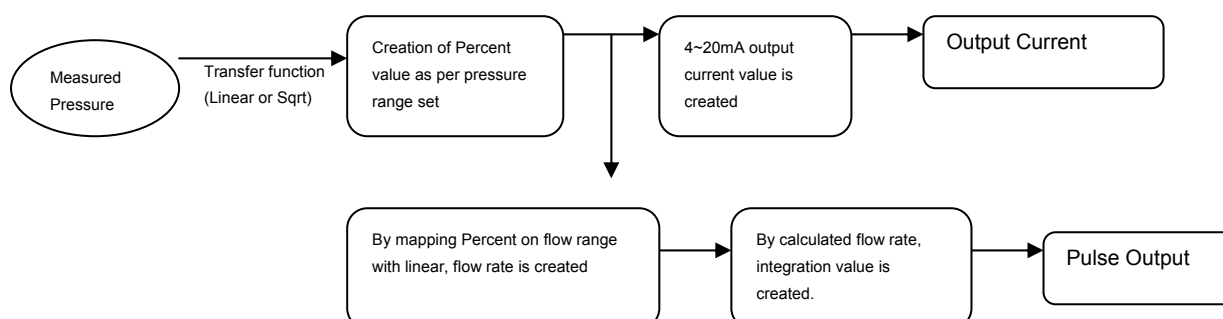 Measured
Pressure
Transfer function
(Linear or Sqrt)
Creation of Percent
value as per pressure
range set
4~20mA output
current value is
created
Output Current
By mapping Percent on flow range
with linear, flow rate is created
By calculated flow rate,
integration value is
created.
Pulse Output